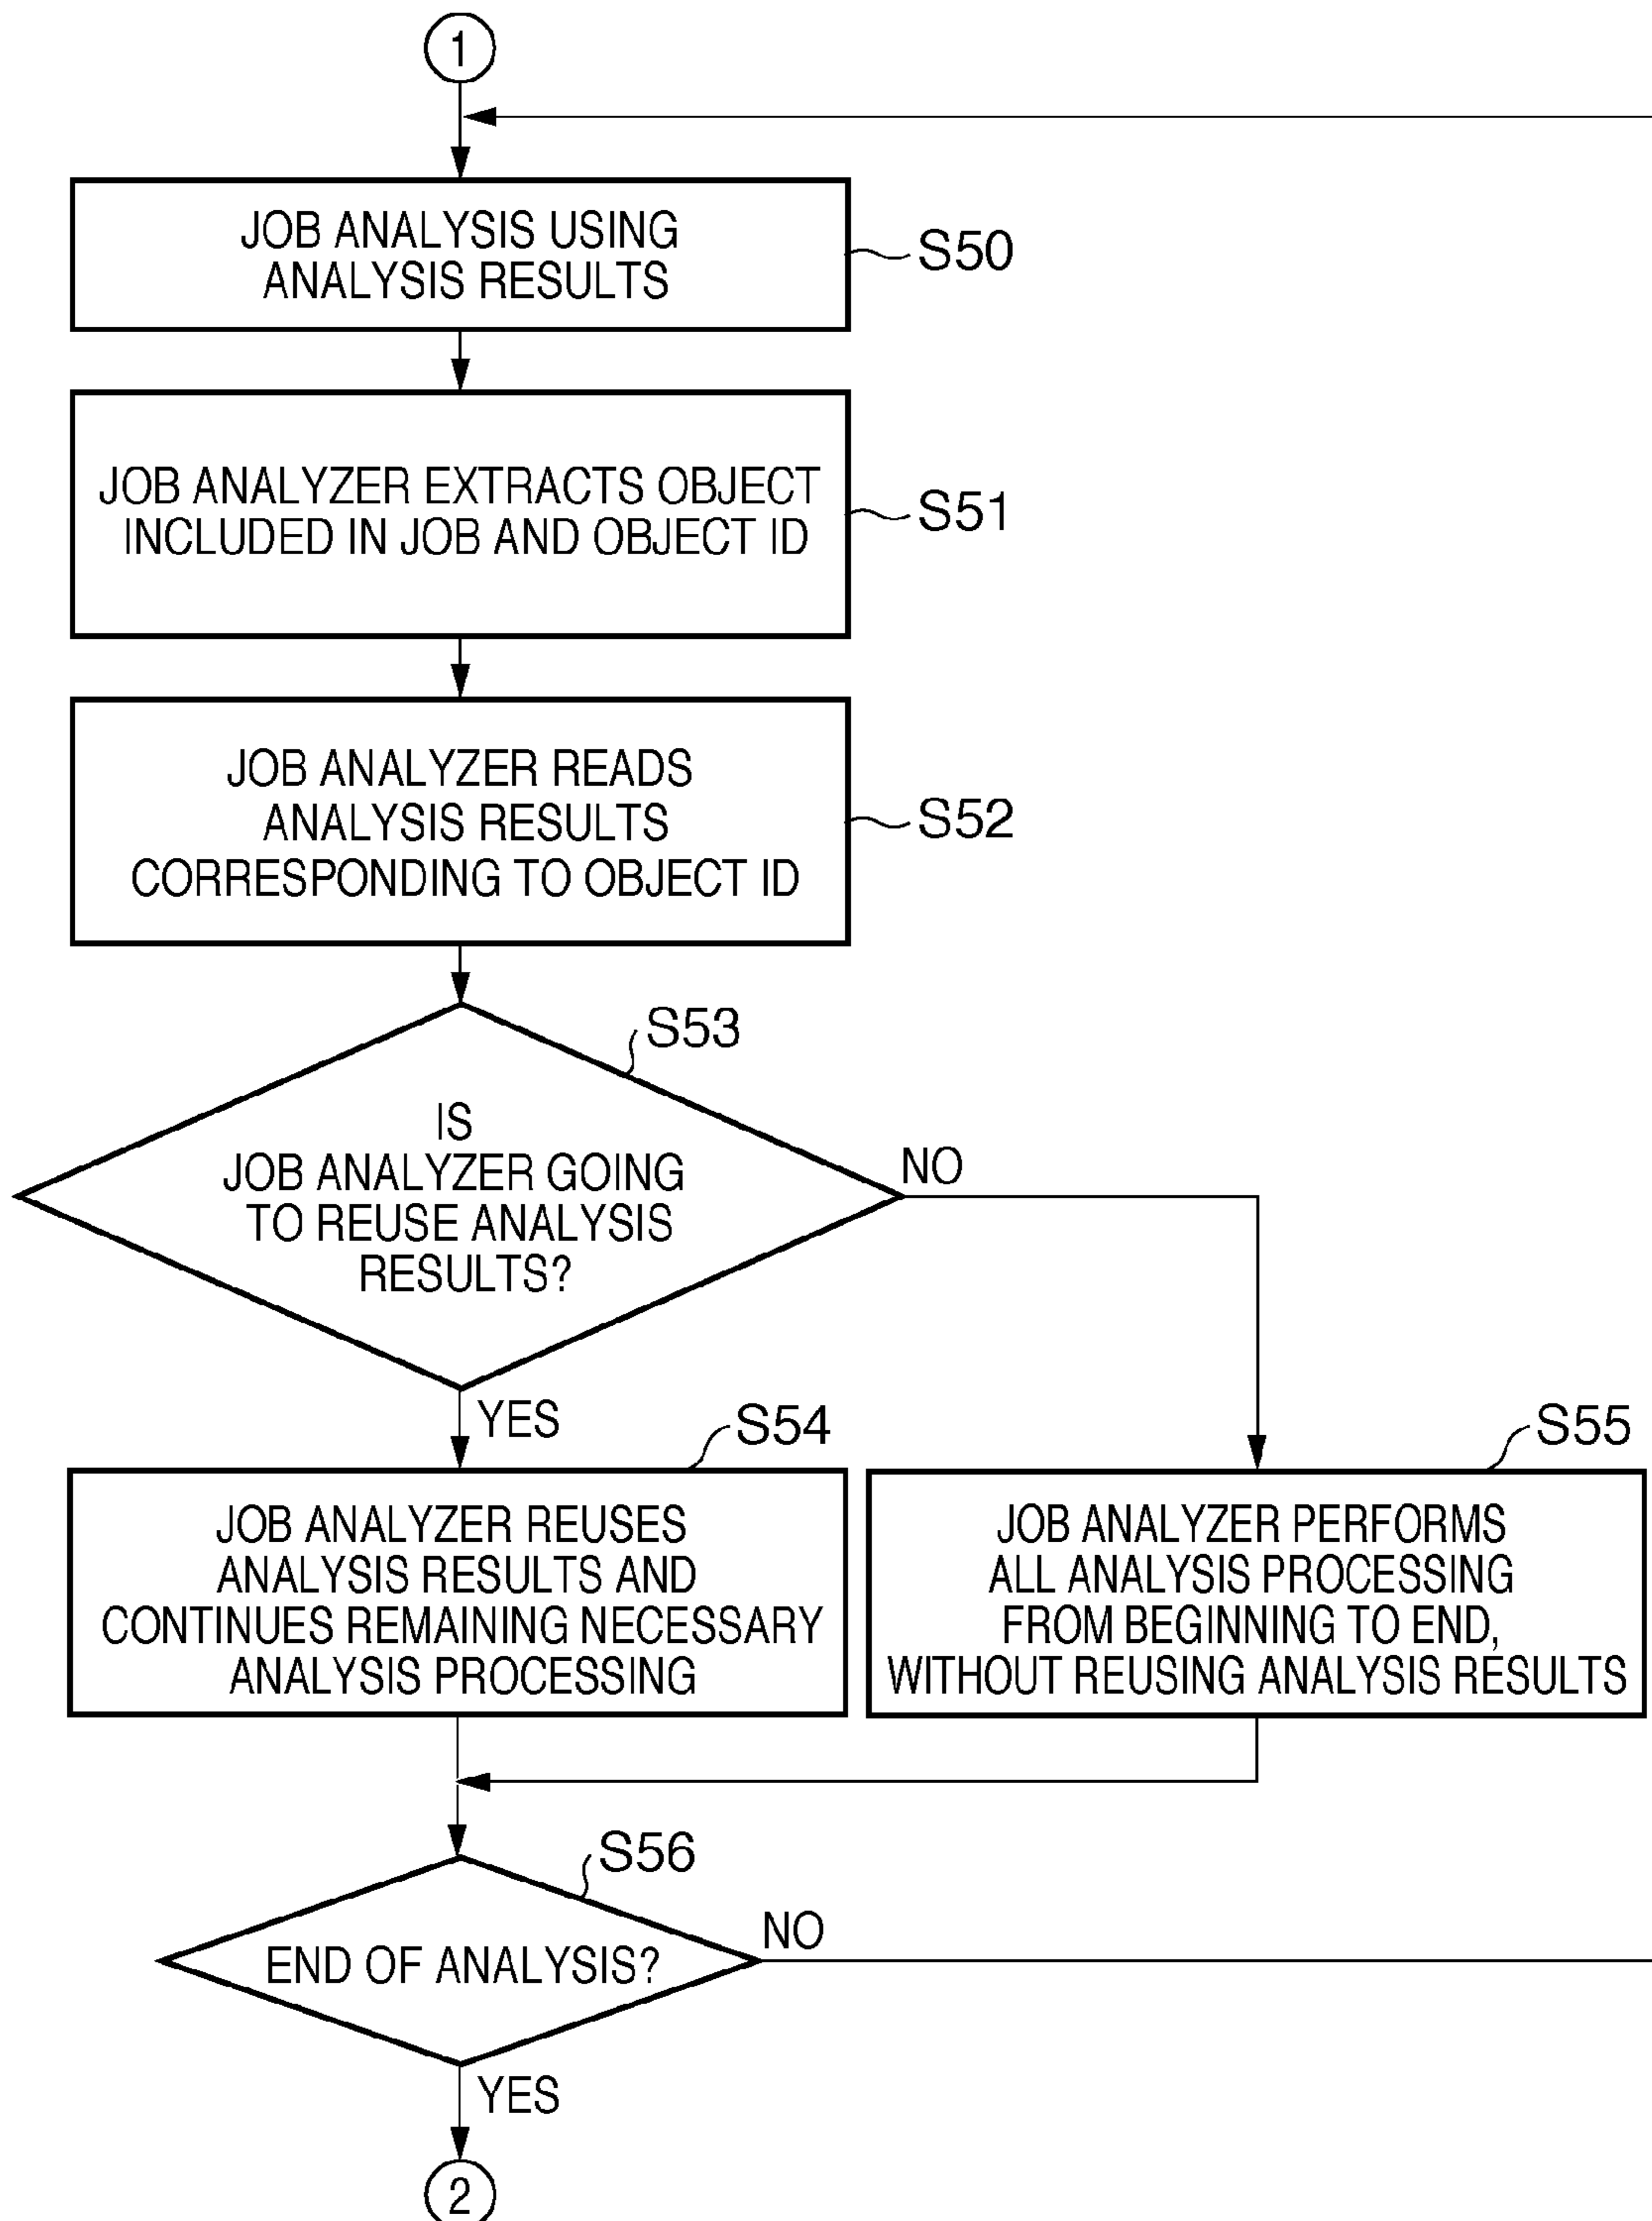 1
JOB ANALYSIS USING
ANALYSIS RESULTS
S50
JOB ANALYZER EXTRACTS OBJECT
INCLUDED IN JOB AND OBJECT ID
S51
JOB ANALYZER READS
ANALYSIS RESULTS
CORRESPONDING TO OBJECT ID
S52
S53
IS
JOB ANALYZER GOING
TO REUSE ANALYSIS
RESULTS?
NO
YES
S54
JOB ANALYZER REUSES
ANALYSIS RESULTS AND
CONTINUES REMAINING NECESSARY
ANALYSIS PROCESSING
S55
JOB ANALYZER PERFORMS
ALL ANALYSIS PROCESSING
FROM BEGINNING TO END,
WITHOUT REUSING ANALYSIS RESULTS
S56
END OF ANALYSIS?
NO
YES
2